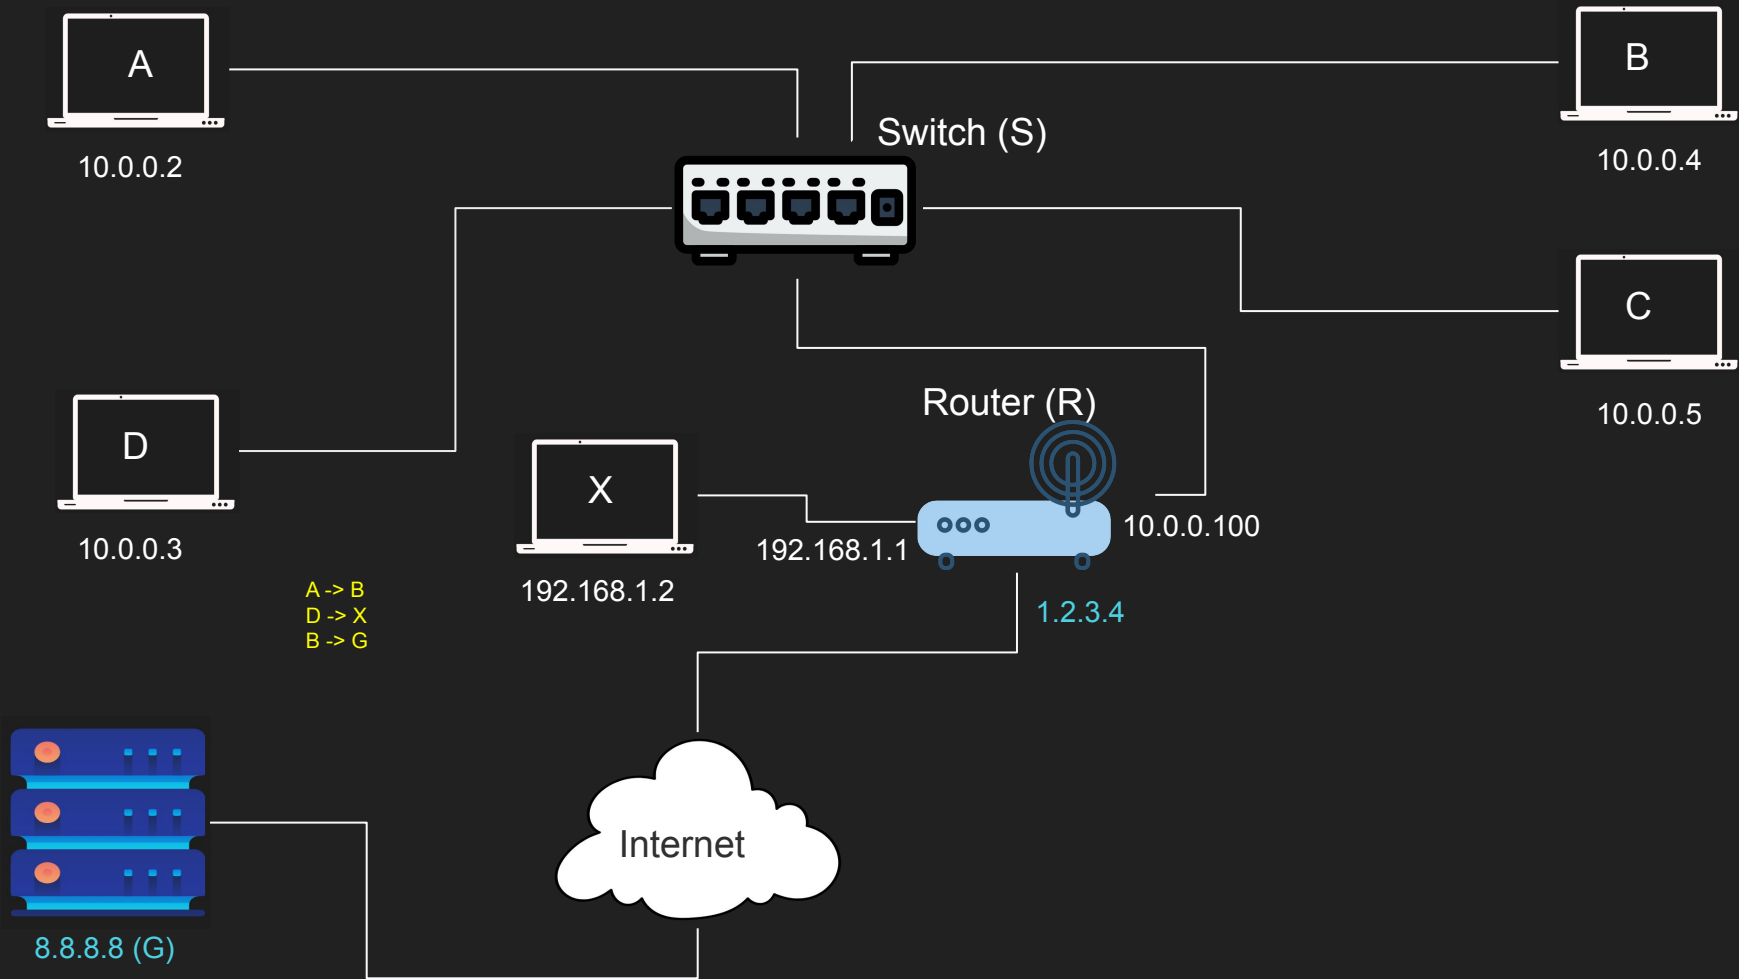 A
B
Switch (S)
10.0.0.2
10.0.0.4
C
Router (R)
10.0.0.5
D
X
10.0.0.3
192.168.1.1
10.0.0.100
192.168.1.2
1.2.3.4
A -> B
D -> X
B -> G
Internet
8.8.8.8 (G)